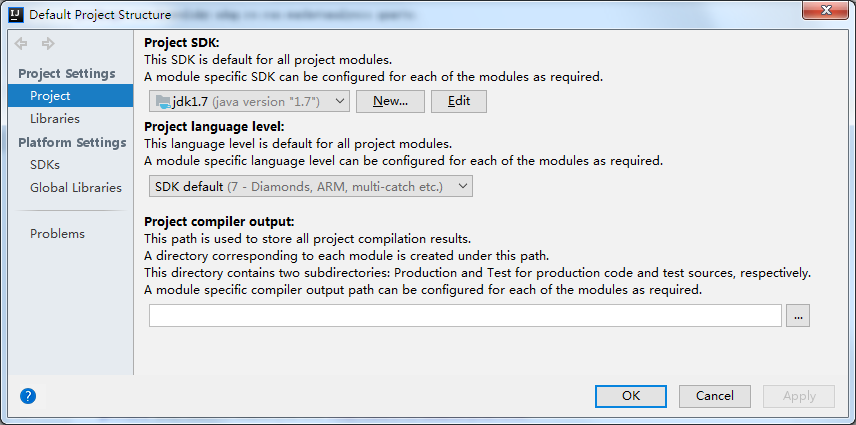 IJ Default Project Structure
Project Settings
Project
Libraries
Platform Settings
SDKs
Global Libraries
Problems
Project SDK:
This SDK is default for all project modules.
A module specific SDK can be configured for each of the modules as required.
jdk1.7 (java version "1.7") New... Edit
Project language level:
This language level is default for all project modules.
A module specific language level can be configured for each of the modules as required.
SDK default (7 - Diamonds, ARM, multi-catch etc.)
Project compiler output:
This path is used to store all project compilation results.
A directory corresponding to each module is created under this path.
This directory contains two subdirectories: Production and Test for production code and test sources, respectively.
A module specific compiler output path can be configured for each of the modules as required.
...
? OK Cancel Apply